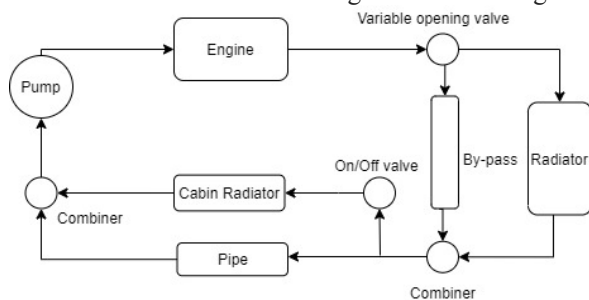 Variable opening valve
Engine
Pump
On/Off valve
By-pass
Radiator
Cabin Radiator
Combiner
Pipe
Combiner